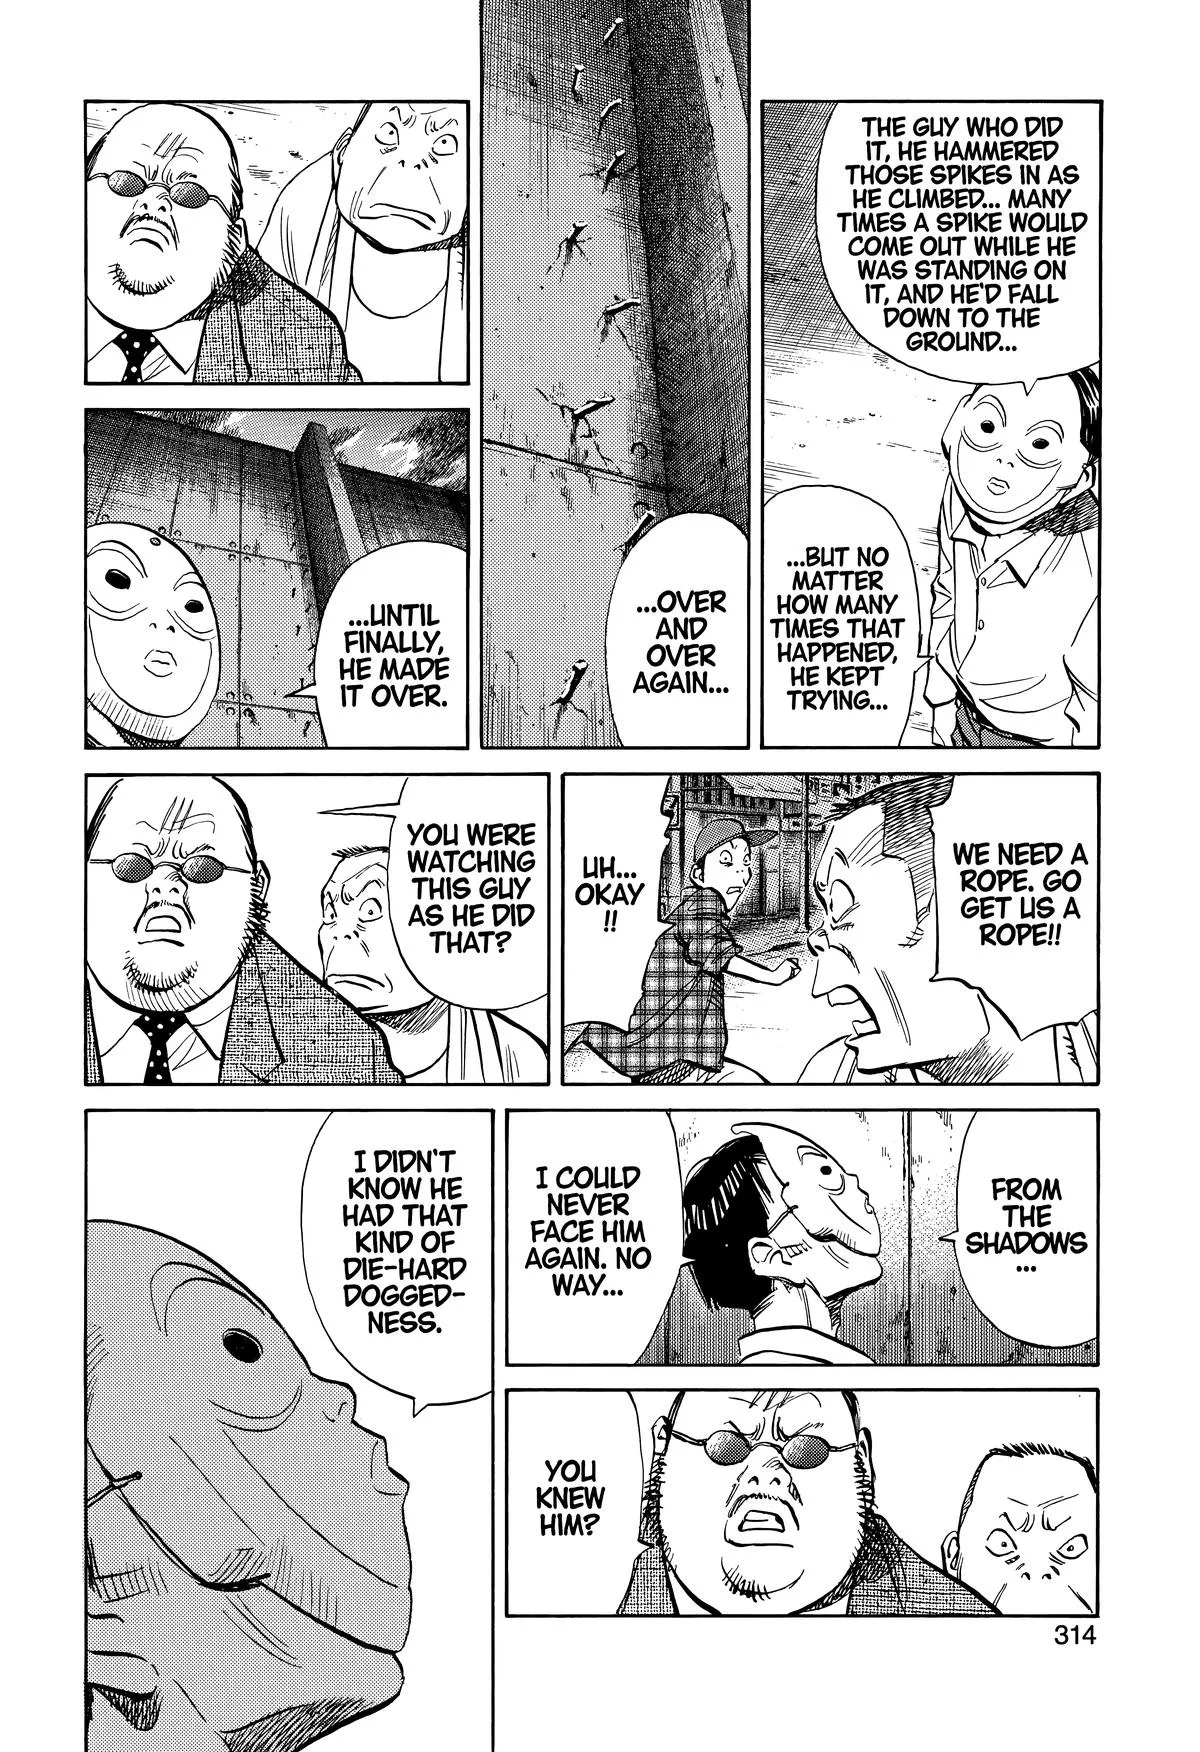 THE GUY WHO DID
IT, HE HAMMERED
THOSE SPIKES IN AS
HE CLIMBED... MANY
TIMES A SPIKE WOULD
COME OUT WHILE HE
WAS STANDING ON
IT, AND HE'D FALL
DOWN TO THE
GROUND...
...BUT NO
MATTER
HOW MANY
TIMES THAT
HAPPENED,
HE KEPT
TRYING...
...OVER
AND
OVER
AGAIN...
...UNTIL
FINALLY,
HE MADE
IT OVER.
WE NEED A
ROPE. GO
GET US A
ROPE!!
UH...
OKAY
!!
YOU WERE
WATCHING
THIS GUY
AS HE DID
THAT?
FROM
THE
SHADOWS
...
I COULD
NEVER
FACE HIM
AGAIN. NO
WAY...
YOU
KNEW
HIM?
I DIDN'T
KNOW HE
HAD THAT
KIND OF
DIE-HARD
DOGGED-
NESS.
314